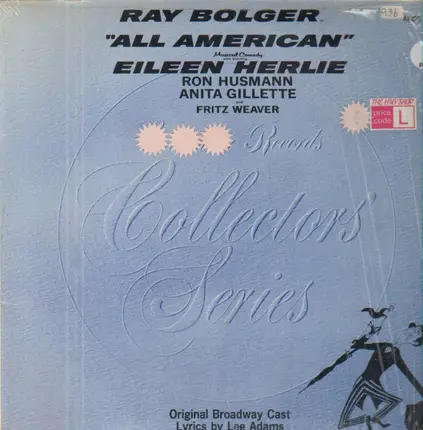 RAY BOLGER
"ALL AMERICAN"
Musical Comedy
EILEEN HERLIE
RON HUSMANN
ANITA GILLETTE
and
FRITZ WEAVER
price
code
L
Records
Collectors'
Series
Original Broadway Cast
Lyrics by Lee Adams